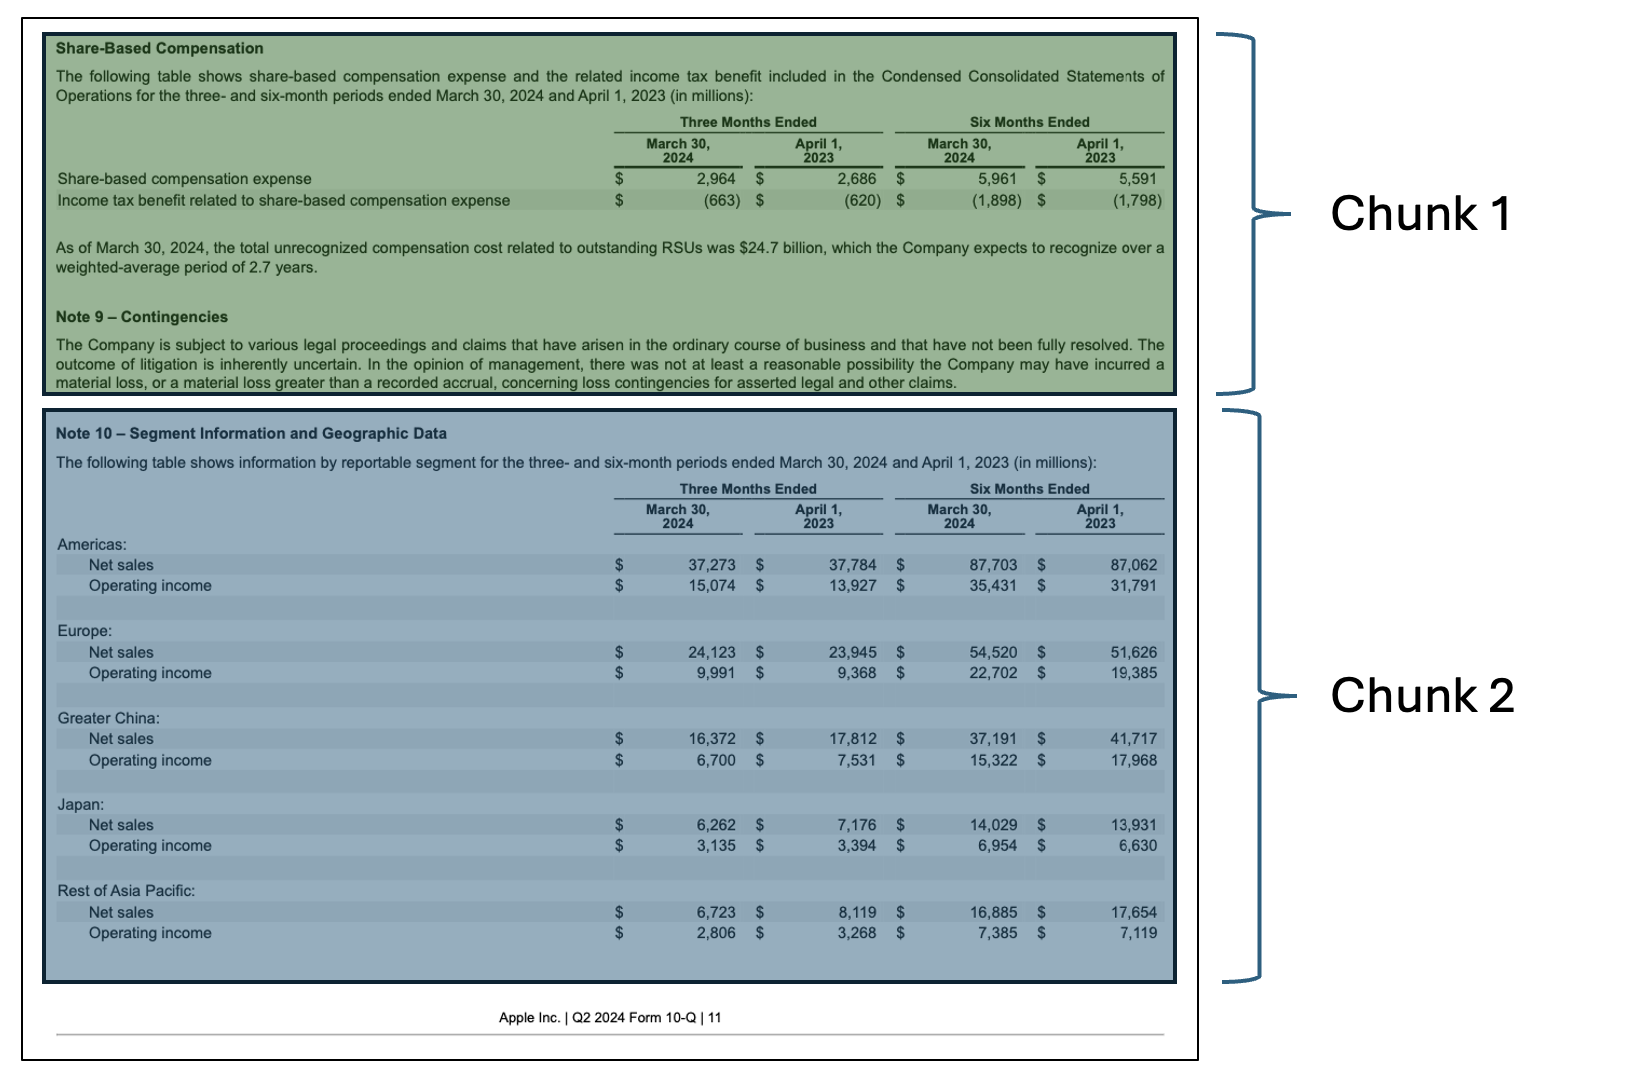 Share-Based Compensation
The following table shows share-based compensation expense and the related income tax benefit included in the Condensed Consolidated Statements of
Operations for the three- and six-month periods ended March 30, 2024 and April 1, 2023 (in millions):
Three Months Ended Six Months Ended
March 30, 2024 April 1, 2023 March 30, 2024 April 1, 2023
Share-based compensation expense $ 2,964 $ 2,686 $ 5,961 $ 5,591
Income tax benefit related to share-based compensation expense $ (663) $ (620) $ (1,898) $ (1,798)
As of March 30, 2024, the total unrecognized compensation cost related to outstanding RSUs was $24.7 billion, which the Company expects to recognize over a
weighted-average period of 2.7 years.
Note 9 – Contingencies
The Company is subject to various legal proceedings and claims that have arisen in the ordinary course of business and that have not been fully resolved. The
outcome of litigation is inherently uncertain. In the opinion of management, there was not at least a reasonable possibility the Company may have incurred a
material loss, or a material loss greater than a recorded accrual, concerning loss contingencies for asserted legal and other claims.
Chunk 1
Note 10 – Segment Information and Geographic Data
The following table shows information by reportable segment for the three- and six-month periods ended March 30, 2024 and April 1, 2023 (in millions):
Three Months Ended Six Months Ended
March 30, 2024 April 1, 2023 March 30, 2024 April 1, 2023
Americas:
Net sales $ 37,273 $ 37,784 $ 87,703 $ 87,062
Operating income $ 15,074 $ 13,927 $ 35,431 $ 31,791
Europe:
Net sales $ 24,123 $ 23,945 $ 54,520 $ 51,626
Operating income $ 9,991 $ 9,368 $ 22,702 $ 19,385
Greater China:
Net sales $ 16,372 $ 17,812 $ 37,191 $ 41,717
Operating income $ 6,700 $ 7,531 $ 15,322 $ 17,968
Japan:
Net sales $ 6,262 $ 7,176 $ 14,029 $ 13,931
Operating income $ 3,135 $ 3,394 $ 6,954 $ 6,630
Rest of Asia Pacific:
Net sales $ 6,723 $ 8,119 $ 16,885 $ 17,654
Operating income $ 2,806 $ 3,268 $ 7,385 $ 7,119
Chunk 2
Apple Inc. | Q2 2024 Form 10-Q | 11